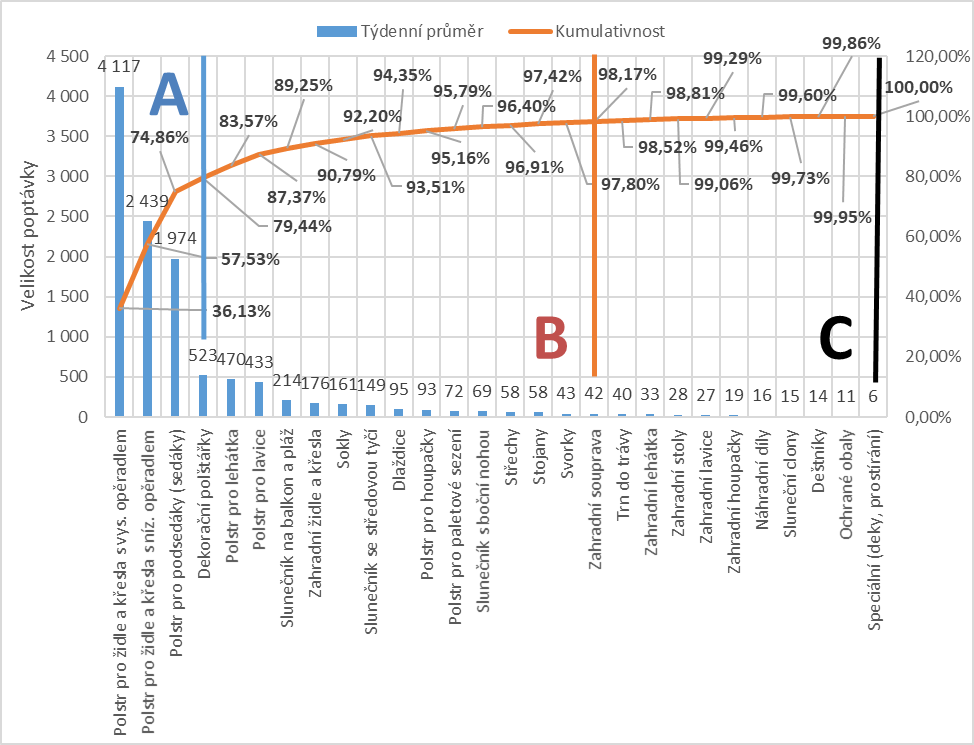 Týdenní průměr
Kumulativnost
Velikost poptávky
4 500
4 000
3 500
3 000
2 500
2 000
1 500
1 000
500
0
120,00%
100,00%
80,00%
60,00%
40,00%
20,00%
0,00%
A
B
C
4 117
2 439
1 974
523
470
433
214
176
161
149
95
93
72
69
58
58
43
42
40
33
28
27
19
16
15
14
11
6
36,13%
57,53%
74,86%
79,44%
83,57%
87,37%
89,25%
90,79%
92,20%
93,51%
94,35%
95,16%
95,79%
96,40%
96,91%
97,42%
97,80%
98,17%
98,52%
98,81%
99,06%
99,29%
99,46%
99,60%
99,73%
99,86%
99,95%
100,00%
Polstr pro židle a křesla s vys. opěradlem
Polstr pro židle a křesla s níz. opěradlem
Polstr pro podsedáky (sedáky)
Dekorační polštářky
Polstr pro lehátka
Polstr pro lavice
Slunečník na balkon a pláž
Zahradní židle a křesla
Sokly
Slunečník se středovou tyčí
Dlaždice
Polstr pro houpačky
Polstr pro paletové sezení
Slunečník s boční nohou
Střechy
Stojany
Svorky
Zahradní souprava
Trn do trávy
Zahradní lehátka
Zahradní stoly
Zahradní lavice
Zahradní houpačky
Náhradní díly
Sluneční clony
Deštníky
Ochrané obaly
Speciální (deky, prostírání)